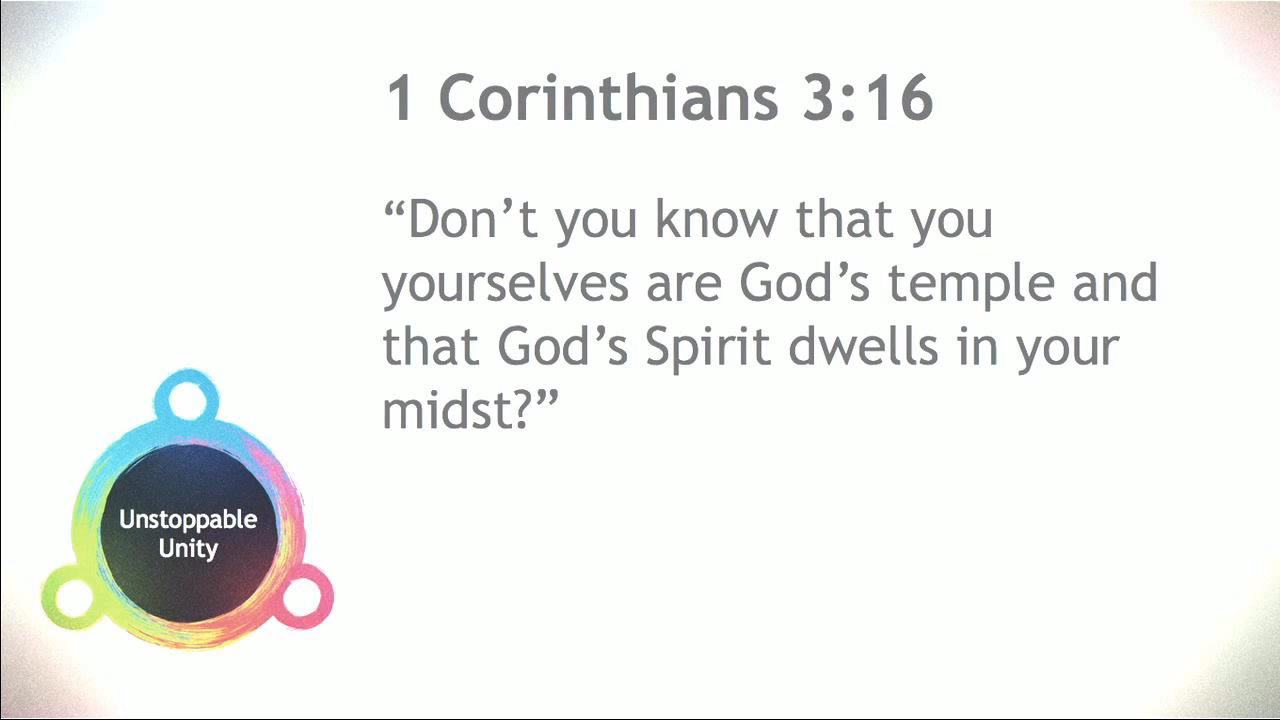 1 Corinthians 3:16
“Don’t you know that you
yourselves are God’s temple and
that God’s Spirit dwells in your
midst?”
Unstoppable
Unity